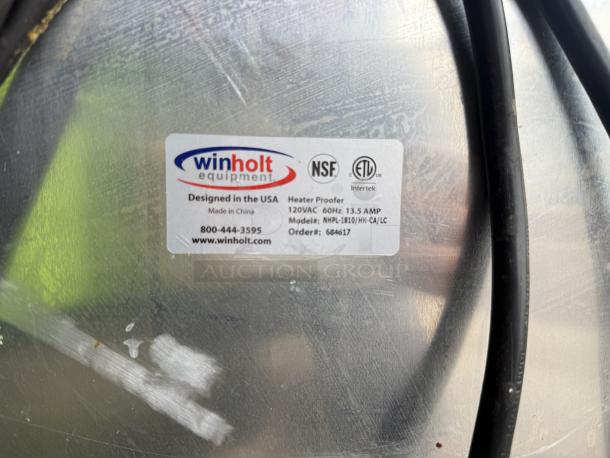 winholt
equipment
NSF
ETL
Intertek
Designed in the USA
Made in China
800-444-3595
www.winholt.com
Heater Proofer
120VAC 60Hz 13.5 AMP
Model#: NHPL-1810/HH-CA/LC
Order#: 684617
AUCTION GROUP